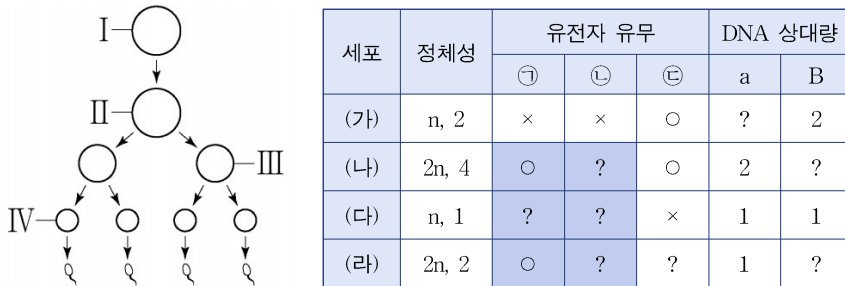 I
II
III
IV
세포 정체성 유전자 유무 DNA 상대량
㉠ ㉡ ㉢ a B
(가) n, 2 × × ○ ? 2
(나) 2n, 4 ○ ? ○ 2 ?
(다) n, 1 ? ? × 1 1
(라) 2n, 2 ○ ? ? 1 ?